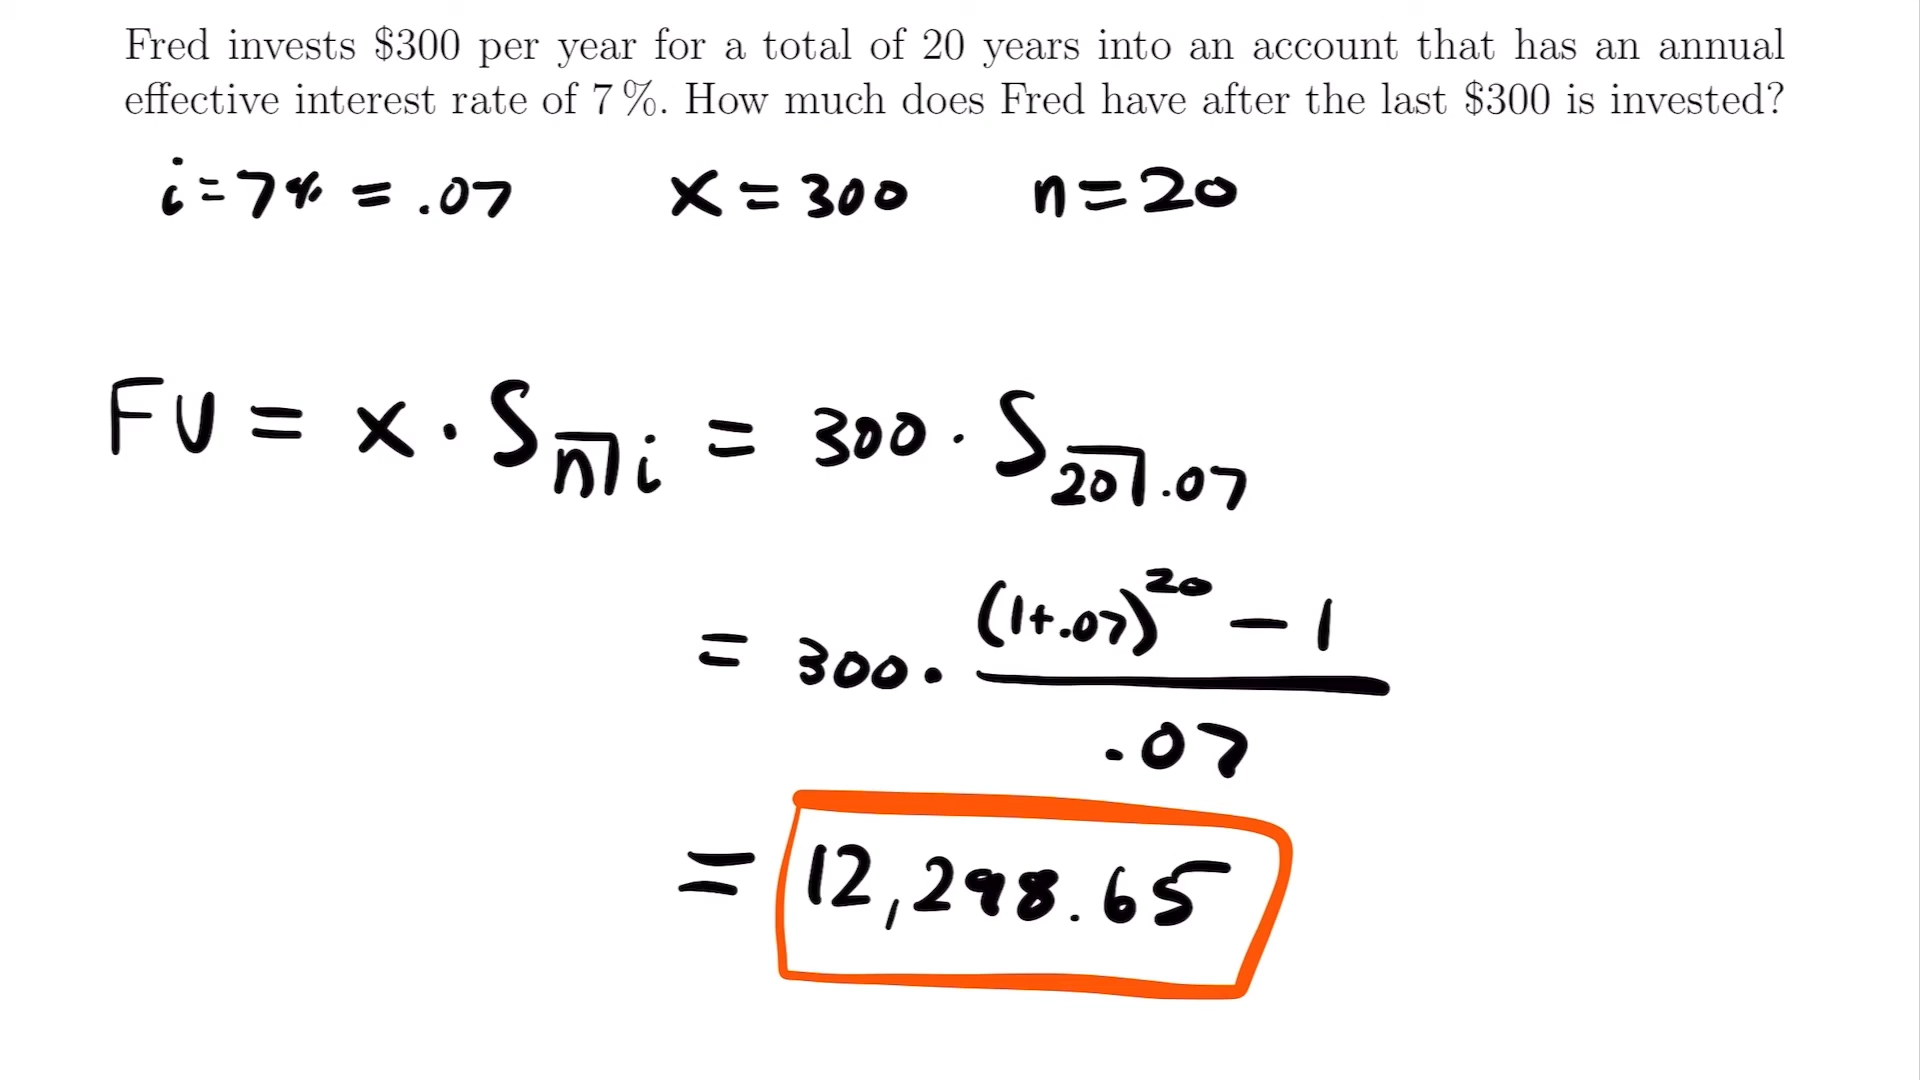 Fred invests $300 per year for a total of 20 years into an account that has an annual
effective interest rate of 7 %. How much does Fred have after the last $300 is invested?
i = 7% = .07 x = 300 n = 20
FV = x · S n̅| i = 300 · S 2̅0̅| .07
= 300 · ((1+.07)^20 − 1) / .07
= 12,298.65